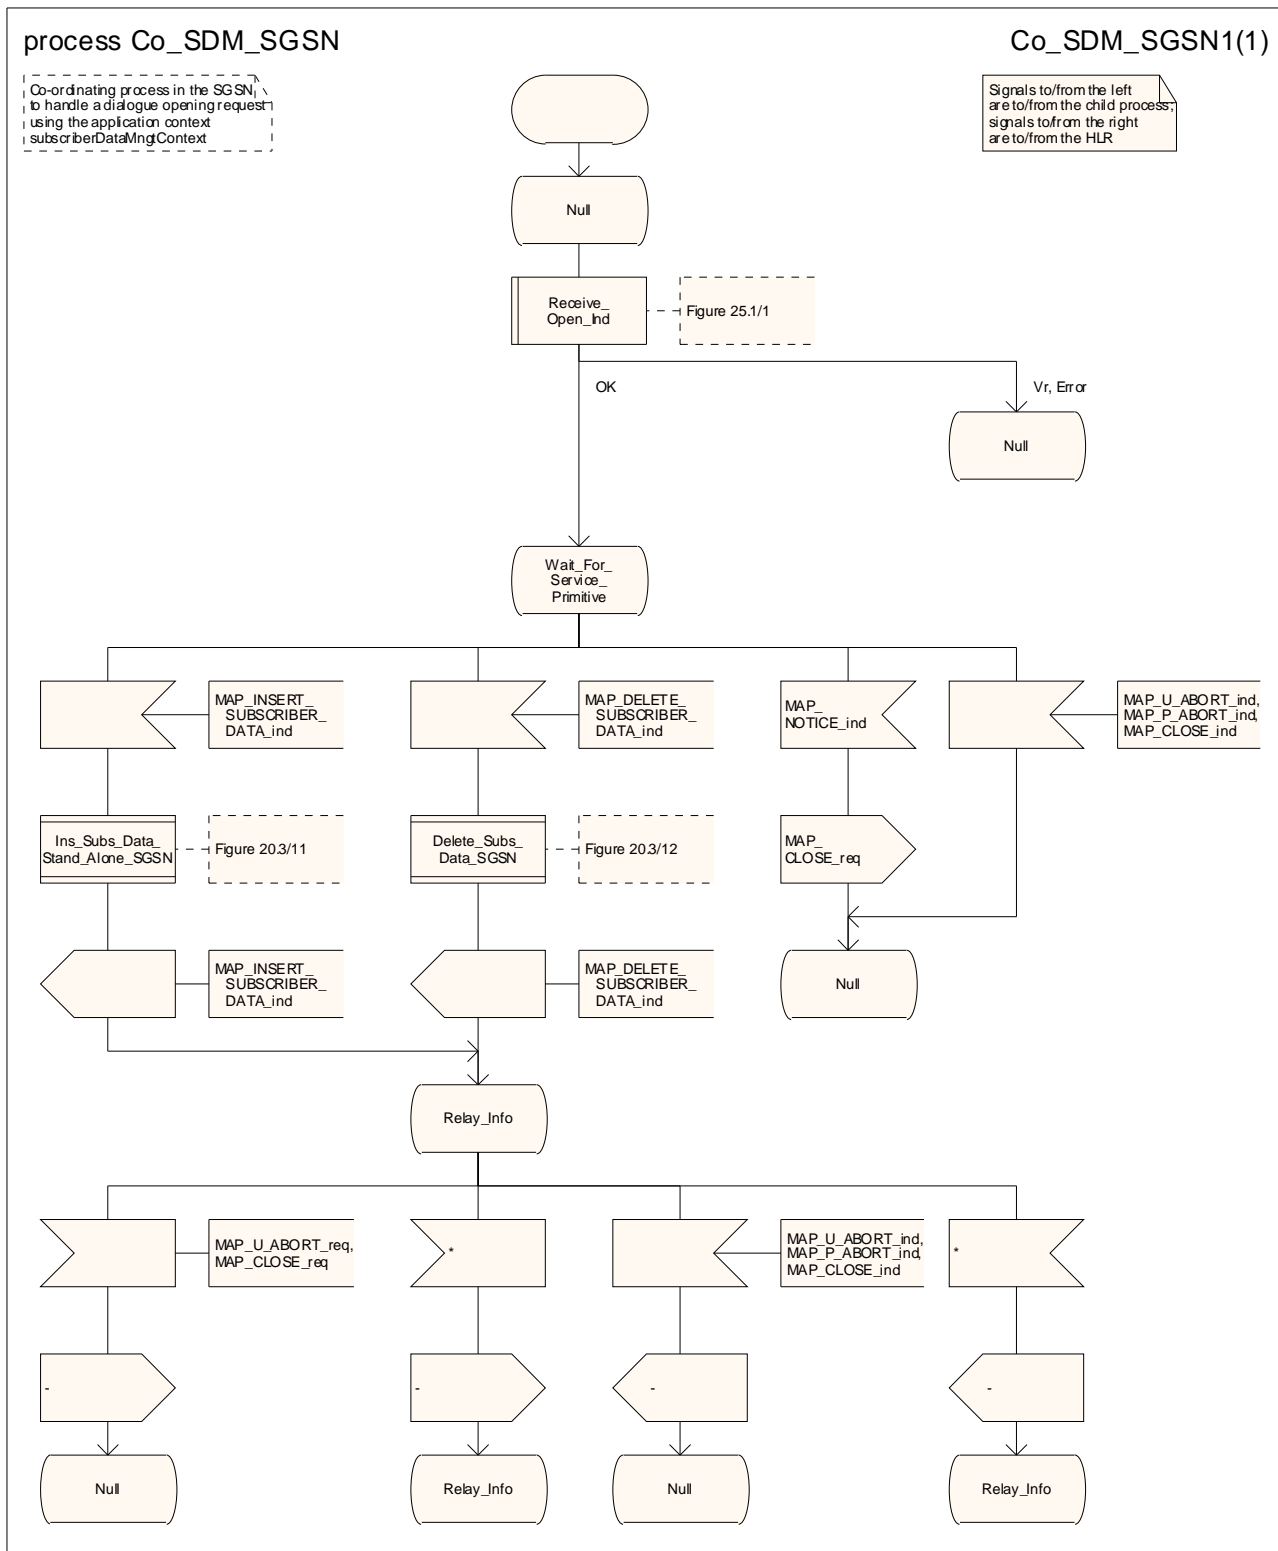 process Co_SDM_SGSN
Co_SDM_SGSN1(1)
Co-ordinating process in the SGSN
to handle a dialogue opening request
using the application context
subscriberDataMngtContext
Signals to/from the left
are to/from the child process;
signals to/from the right
are to/from the HLR
Null
Receive_
Open_Ind
Figure 25.1/1
OK
Vr, Error
Null
Wait_For_
Service_
Primitive
MAP_INSERT_
SUBSCRIBER_
DATA_ind
MAP_DELETE_
SUBSCRIBER_
DATA_ind
MAP_
NOTICE_ind
MAP_U_ABORT_ind,
MAP_P_ABORT_ind,
MAP_CLOSE_ind
Ins_Subs_Data_
Stand_Alone_SGSN
Figure 20.3/11
Delete_Subs_
Data_SGSN
Figure 20.3/12
MAP_
CLOSE_req
MAP_INSERT_
SUBSCRIBER_
DATA_ind
MAP_DELETE_
SUBSCRIBER_
DATA_ind
Null
Relay_Info
MAP_U_ABORT_req,
MAP_CLOSE_req
*
MAP_U_ABORT_ind,
MAP_P_ABORT_ind,
MAP_CLOSE_ind
*
-
-
-
-
Null
Relay_Info
Null
Relay_Info